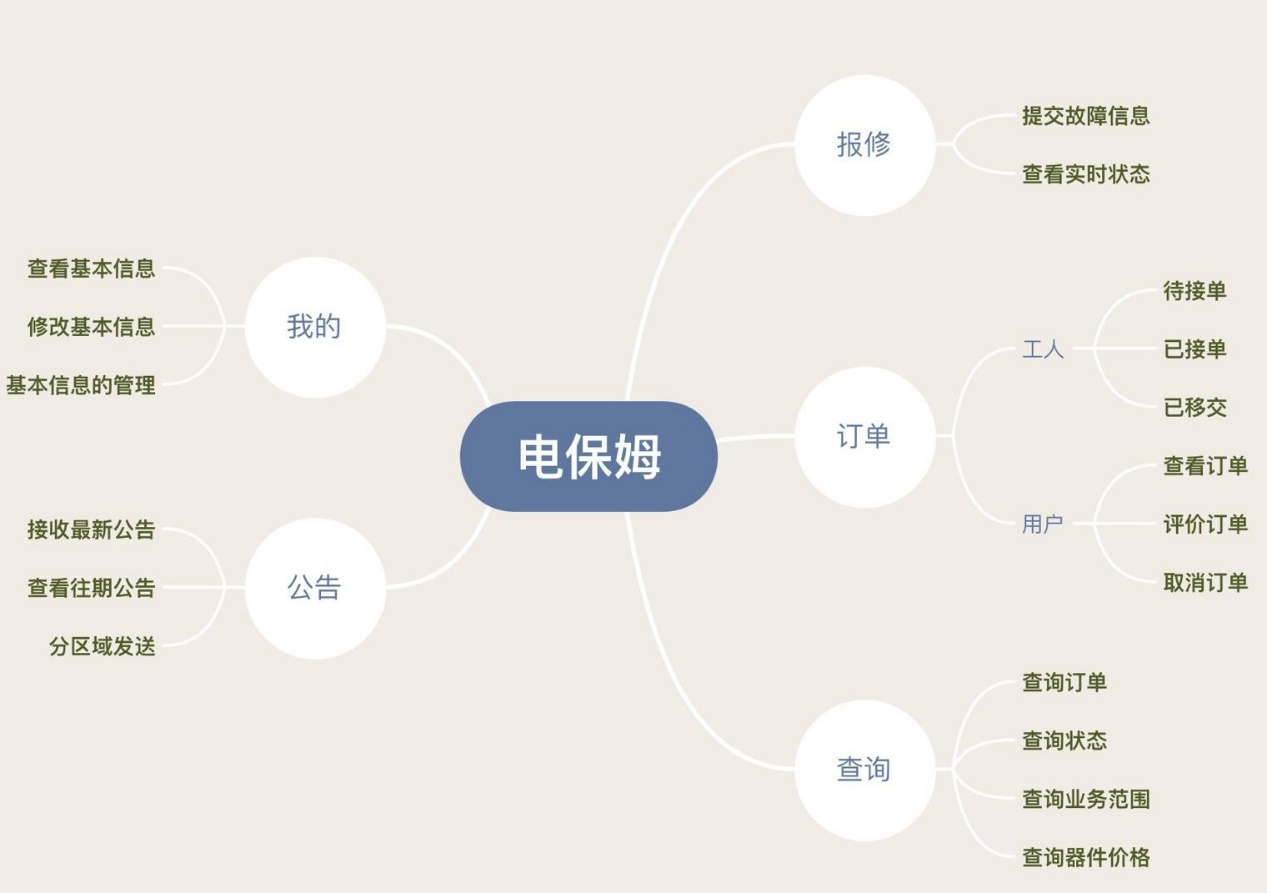 电保姆
报修
提交故障信息
查看实时状态
订单
工人
待接单
已接单
已移交
用户
查看订单
评价订单
取消订单
查询
查询订单
查询状态
查询业务范围
查询器件价格
我的
查看基本信息
修改基本信息
基本信息的管理
公告
接收最新公告
查看往期公告
分区域发送